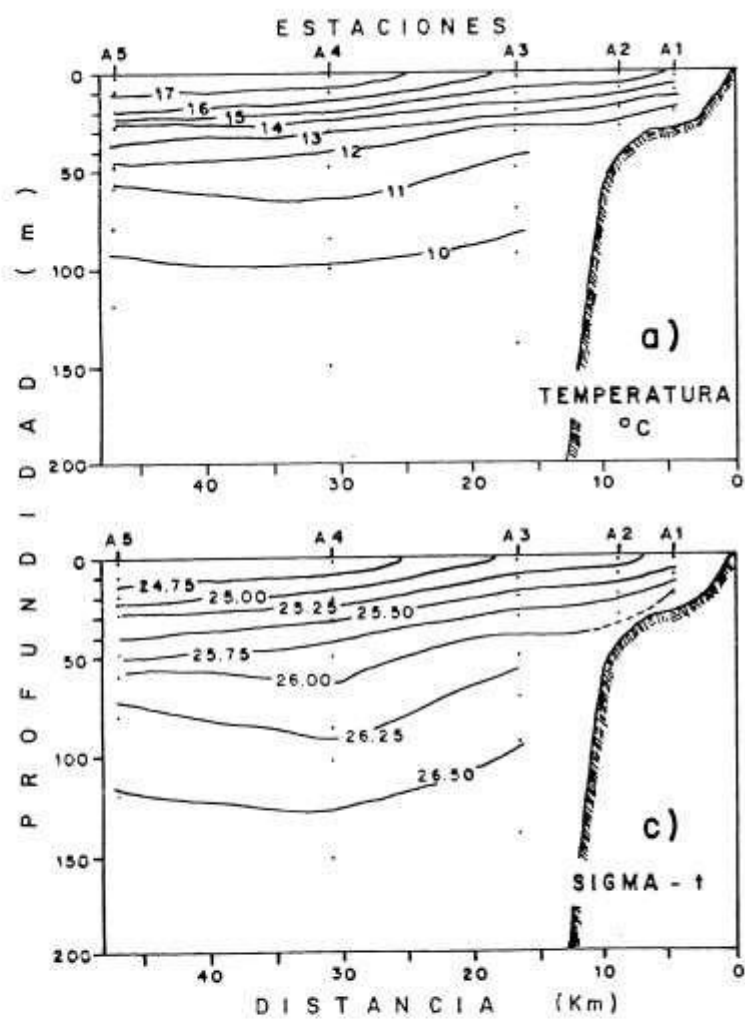 ESTACIONES
A5 A4 A3 A2 A1
0
17
16
15
14
13
12
50
11
10
100
a)
150
TEMPERATURA
°C
200
40 30 20 10 0
PROFUNDIDAD (m)
A5 A4 A3 A2 A1
0
24.75
25.00
25.25
25.50
25.75
50
26.00
26.25
100
26.50
c)
150
SIGMA - t
200
40 30 20 10 0
DISTANCIA (Km)